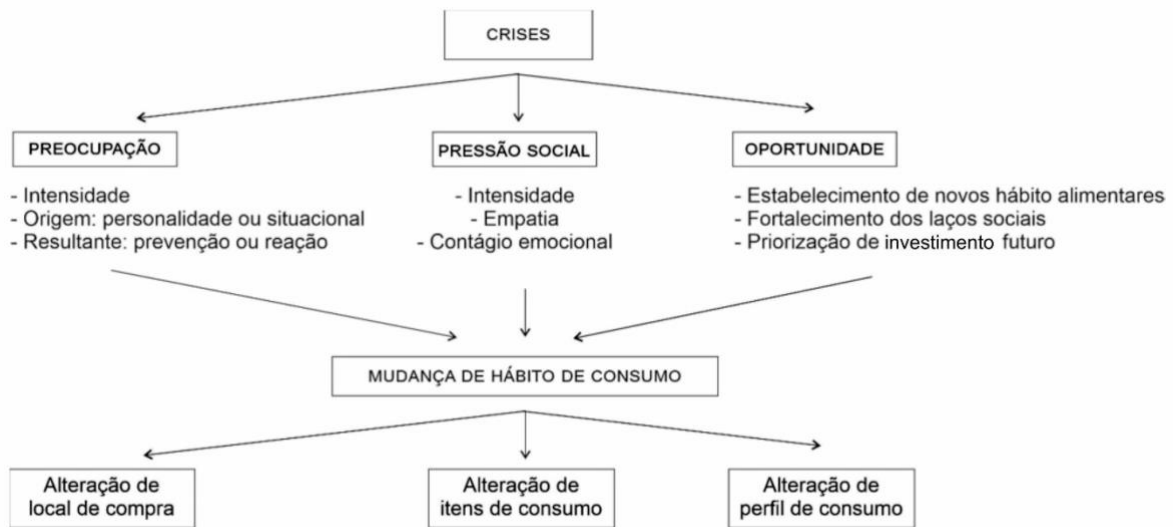 CRISES
PREOCUPAÇÃO
- Intensidade
- Origem: personalidade ou situacional
- Resultante: prevenção ou reação
PRESSÃO SOCIAL
- Intensidade
- Empatia
- Contágio emocional
OPORTUNIDADE
- Estabelecimento de novos hábito alimentares
- Fortalecimento dos laços sociais
- Priorização de investimento futuro
MUDANÇA DE HÁBITO DE CONSUMO
Alteração de
local de compra
Alteração de
itens de consumo
Alteração de
perfil de consumo